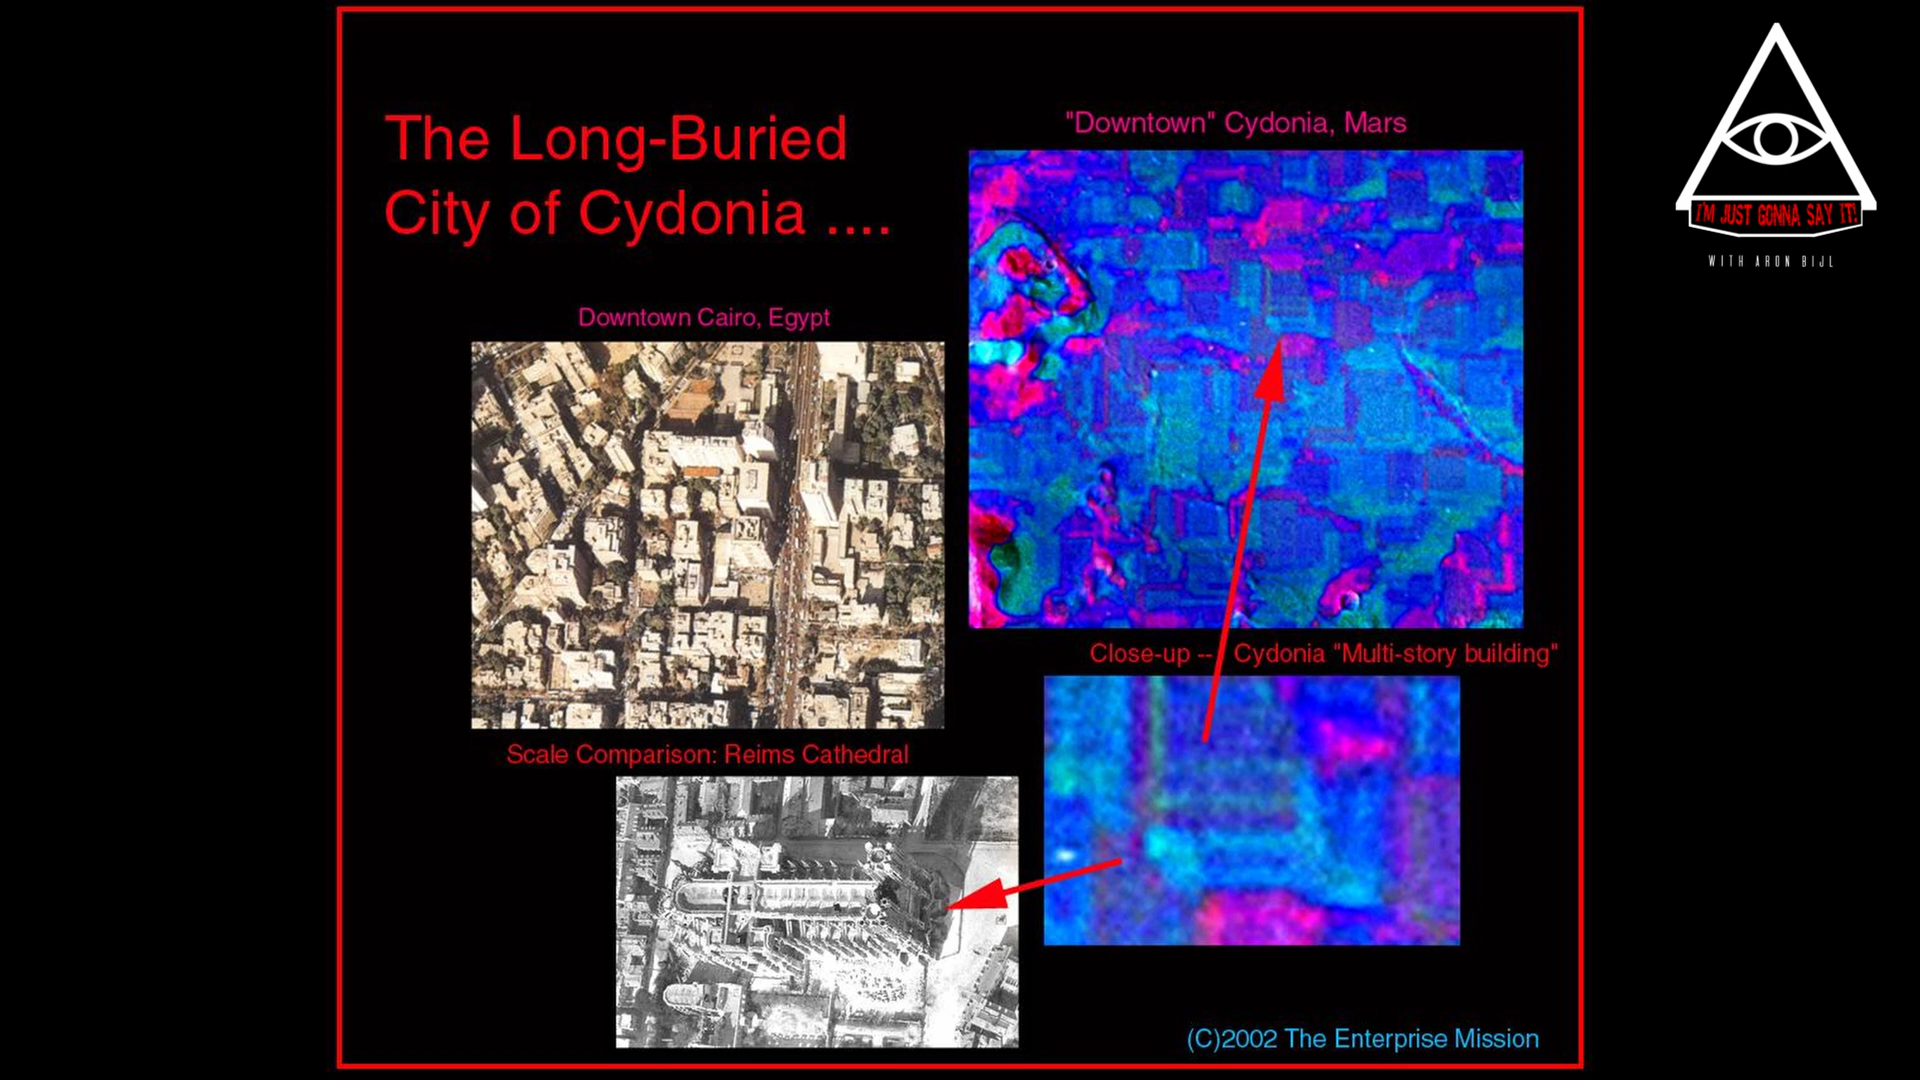 The Long-Buried
City of Cydonia ....
"Downtown" Cydonia, Mars
Downtown Cairo, Egypt
Close-up -- Cydonia "Multi-story building"
Scale Comparison: Reims Cathedral
(C)2002 The Enterprise Mission
I'M JUST GONNA SAY IT!
WITH ARON BIJL